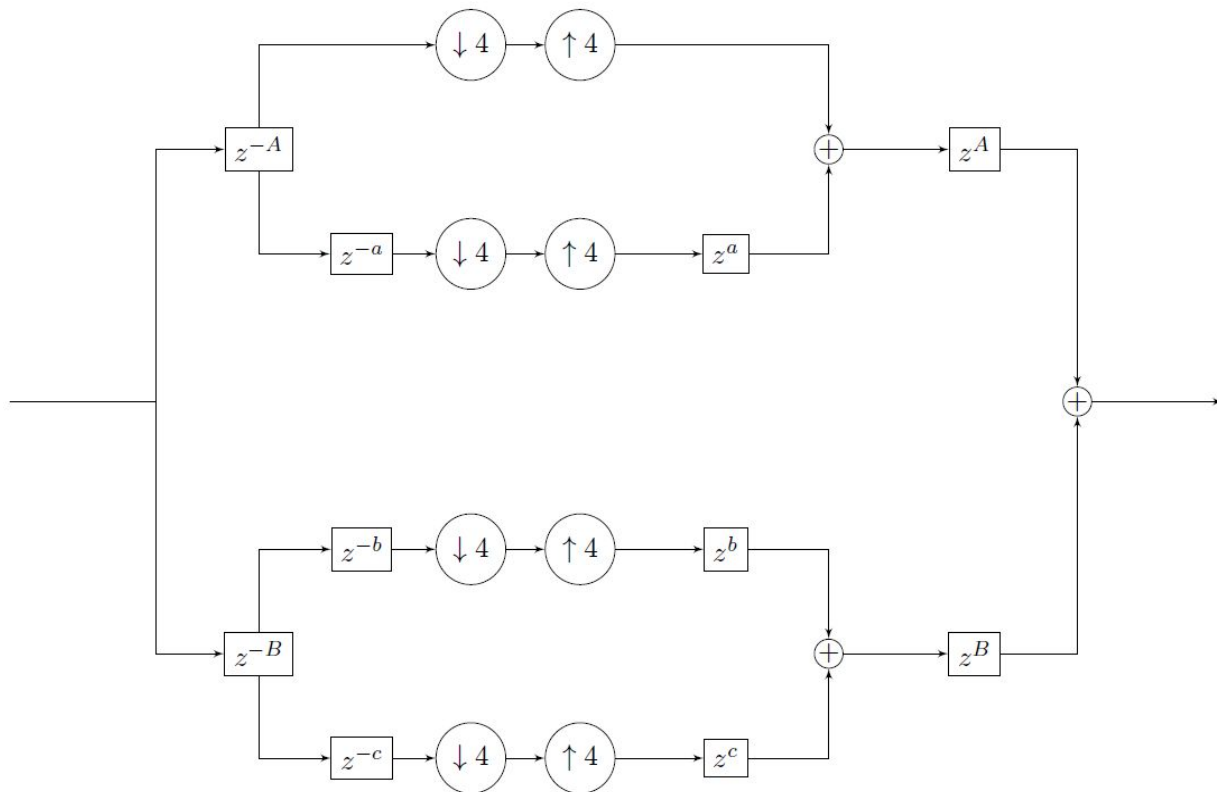 ↓ 4 ↑ 4
z^{-A} + z^{A}
z^{-a} ↓ 4 ↑ 4 z^{a}
+
z^{-b} ↓ 4 ↑ 4 z^{b}
z^{-B} + z^{B}
z^{-c} ↓ 4 ↑ 4 z^{c}